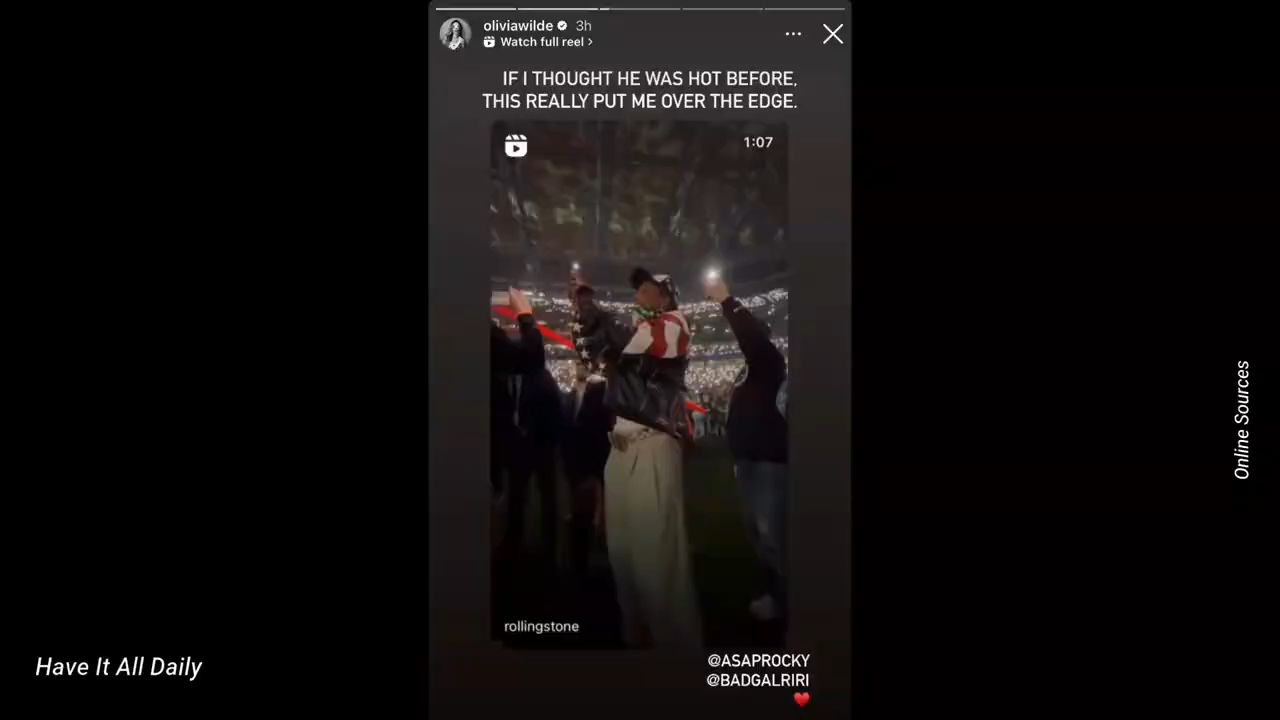 oliviawilde 3h
Watch full reel >
IF I THOUGHT HE WAS HOT BEFORE,
THIS REALLY PUT ME OVER THE EDGE.
1:07
rollingstone
@ASAPROCKY
@BADGALRIRI
Have It All Daily
Online Sources